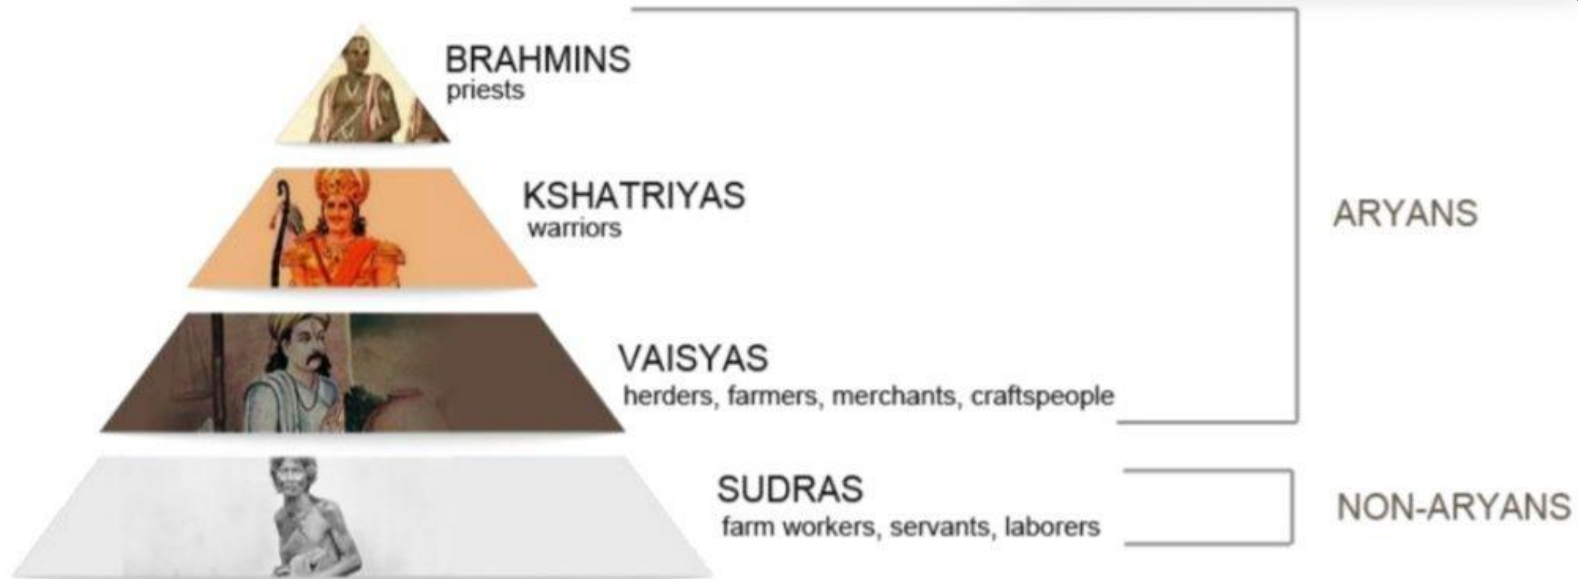 BRAHMINS
priests
KSHATRIYAS
warriors
ARYANS
VAISYAS
herders, farmers, merchants, craftspeople
SUDRAS
farm workers, servants, laborers
NON-ARYANS